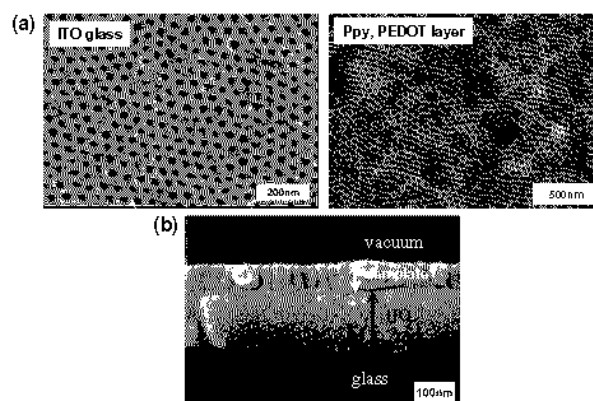 (a)
ITO glass
Ppy, PEDOT layer
200nm
500nm
(b)
vacuum
glass
100nm